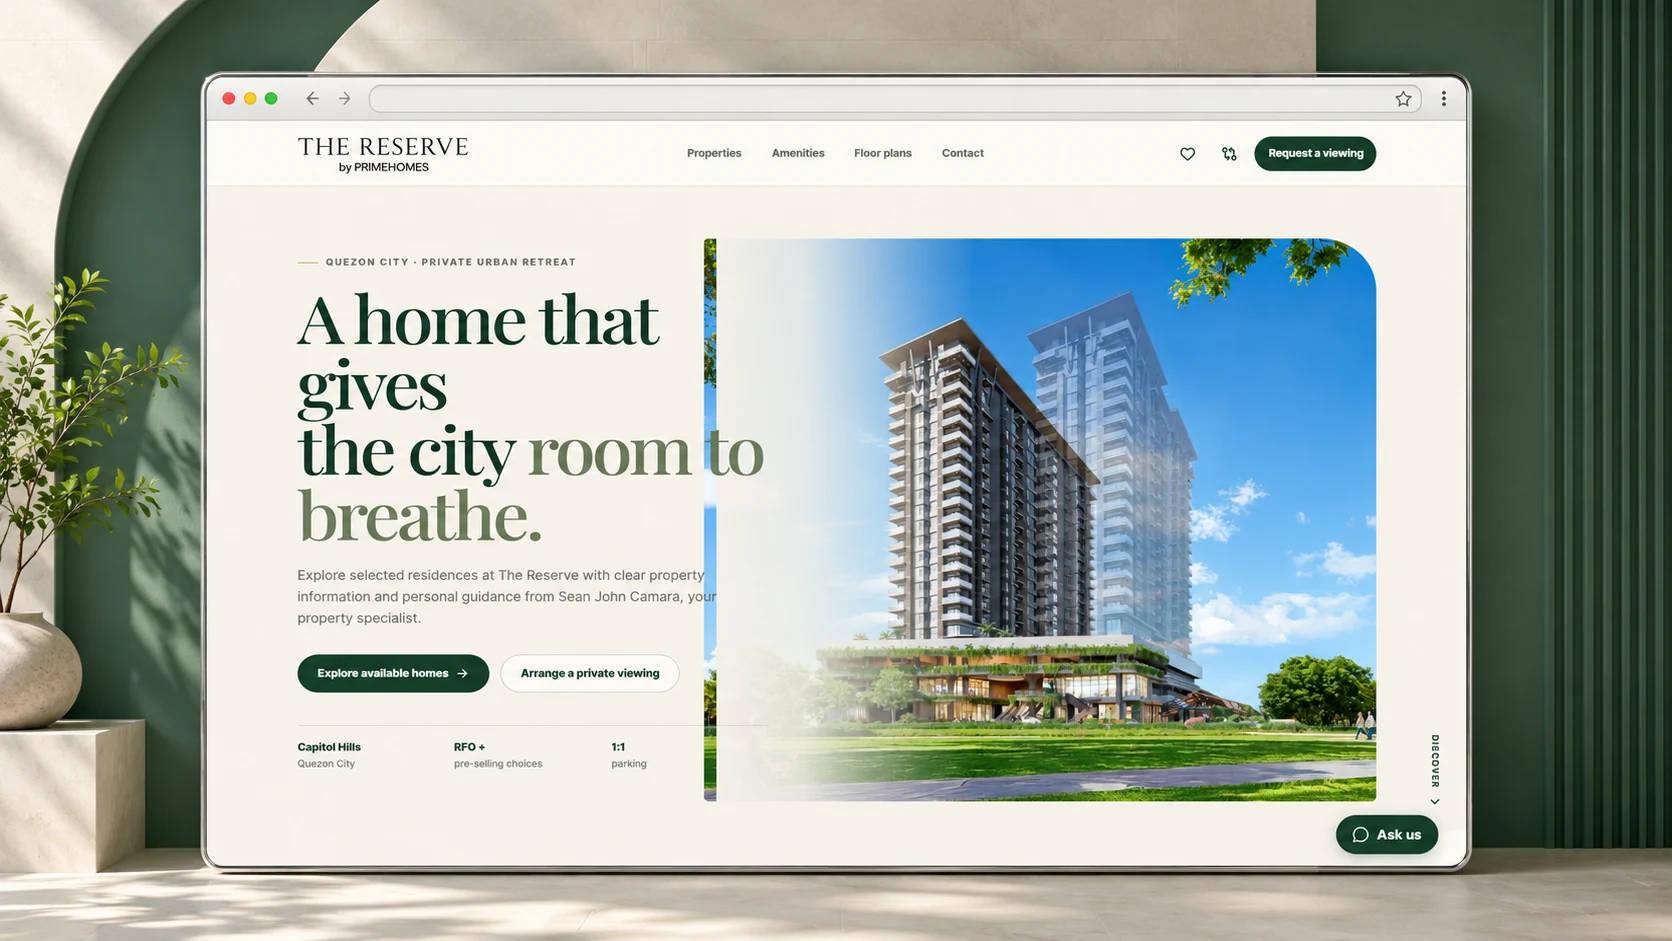 THE RESERVE
by PRIMEHOMES
Properties
Amenities
Floor plans
Contact
Request a viewing
QUEZON CITY · PRIVATE URBAN RETREAT
A home that
gives
the city room to
breathe.
Explore selected residences at The Reserve with clear property
information and personal guidance from Sean John Camara, your
property specialist.
Explore available homes →
Arrange a private viewing
Capitol Hills
Quezon City
RFO +
pre-selling choices
1:1
parking
DISCOVER
Ask us